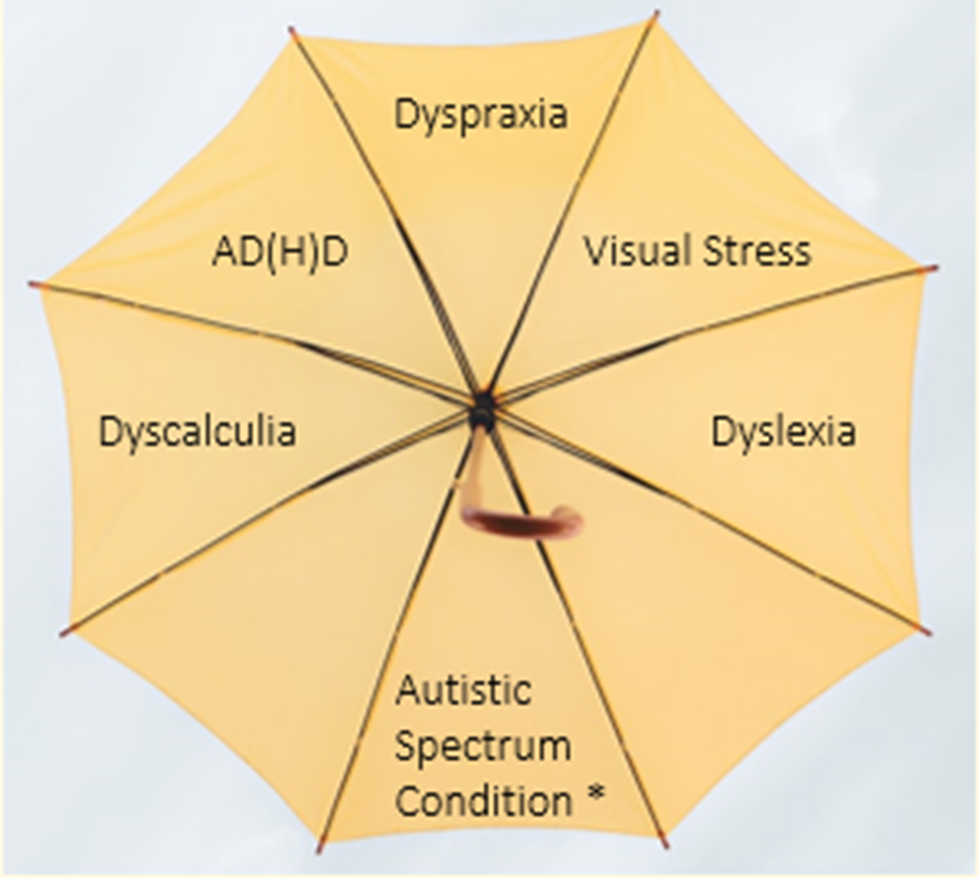 Dyspraxia
AD(H)D
Visual Stress
Dyscalculia
Dyslexia
Autistic
Spectrum
Condition *